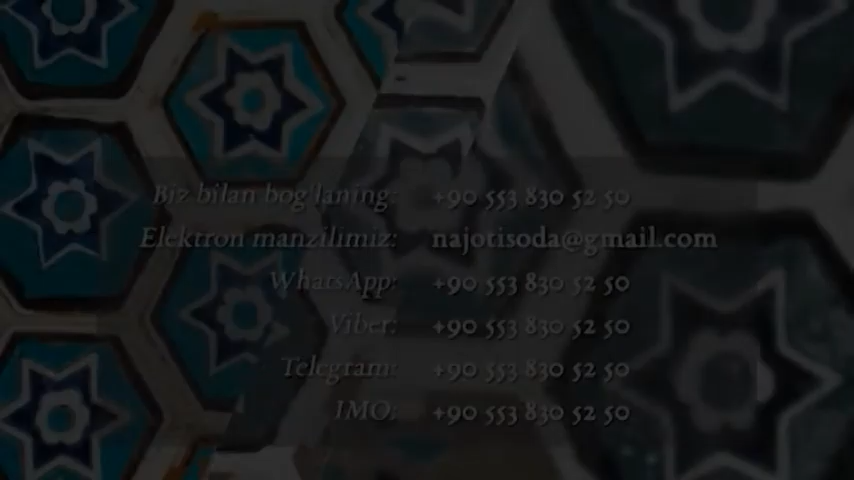 Biz bilan bog'laning: +90 553 830 52 50
Elektron manzilimiz: najotisoda@gmail.com
WhatsApp: +90 553 830 52 50
Viber: +90 553 830 52 50
Telegram: +90 553 830 52 50
IMO: +90 553 830 52 50